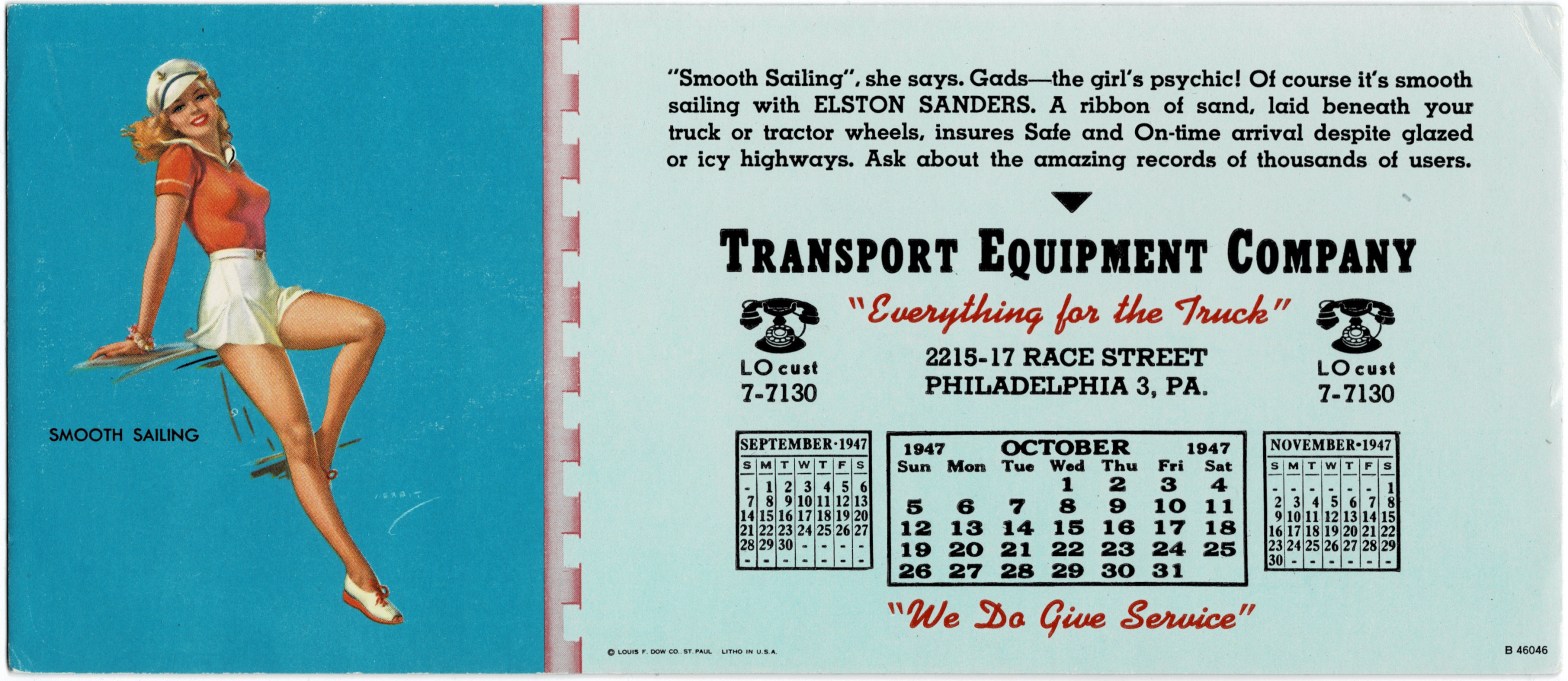 SMOOTH SAILING
"Smooth Sailing", she says. Gads—the girl's psychic! Of course it's smooth
sailing with ELSTON SANDERS. A ribbon of sand, laid beneath your
truck or tractor wheels, insures Safe and On-time arrival despite glazed
or icy highways. Ask about the amazing records of thousands of users.
TRANSPORT EQUIPMENT COMPANY
"Everything for the Truck"
LO cust
7-7130
2215-17 RACE STREET
PHILADELPHIA 3, PA.
LO cust
7-7130
SEPTEMBER·1947
S M T W T F S
- 1 2 3 4 5 6
7 8 9 10 11 12 13
14 15 16 17 18 19 20
21 22 23 24 25 26 27
28 29 30 - - - -
- - - - - - -
1947 OCTOBER 1947
Sun Mon Tue Wed Thu Fri Sat
1 2 3 4
5 6 7 8 9 10 11
12 13 14 15 16 17 18
19 20 21 22 23 24 25
26 27 28 29 30 31
NOVEMBER·1947
S M T W T F S
- - - - - - 1
2 3 4 5 6 7 8
9 10 11 12 13 14 15
16 17 18 19 20 21 22
23 24 25 26 27 28 29
30 - - - - - -
"We Do Give Service"
© LOUIS F. DOW CO., ST. PAUL LITHO IN U.S.A.
B 46046